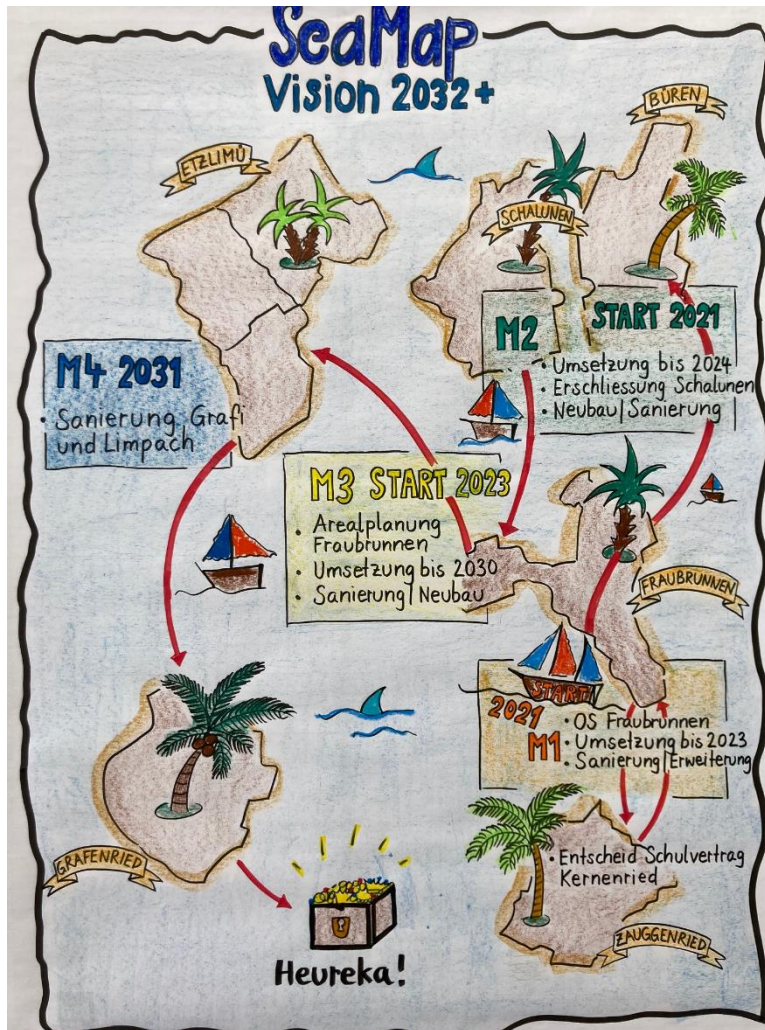 SeaMap
Vision 2032+
BÜREN
ETZLIMÜ
SCHALUNEN
M2
START 2021
• Umsetzung bis 2024
• Erschliessung Schalunen
• Neubau/Sanierung
M4 2031
• Sanierung Grafi
und Limpach
M3 START 2023
• Arealplanung
Fraubrunnen
• Umsetzung bis 2030
• Sanierung/Neubau
FRAUBRUNNEN
START
2021
M1
• OS Fraubrunnen
• Umsetzung bis 2023
• Sanierung/Erweiterung
GRAFENRIED
• Entscheid Schulvertrag
Kernenried
ZAUGGENRIED
Heureka!